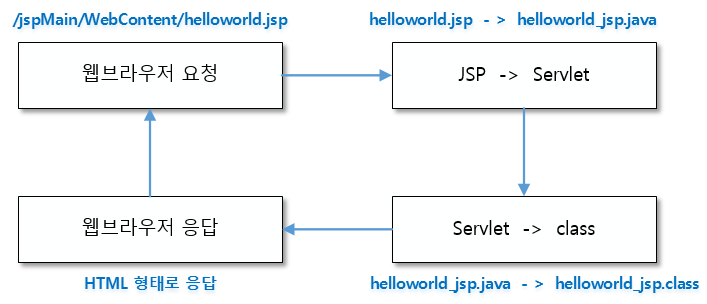 /jspMain/WebContent/helloworld.jsp
helloworld.jsp - > helloworld_jsp.java
웹브라우저 요청
JSP -> Servlet
웹브라우저 응답
Servlet -> class
HTML 형태로 응답
helloworld_jsp.java - > helloworld_jsp.class